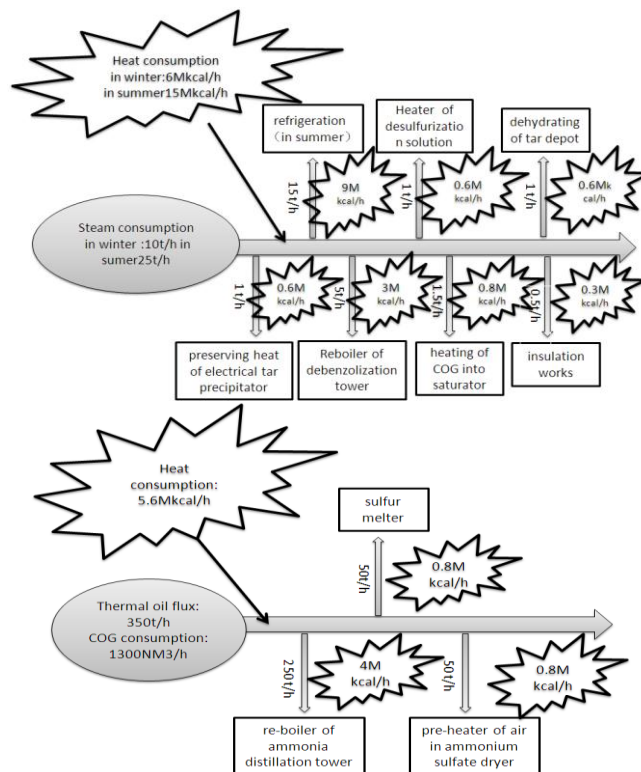 Heat consumption
in winter:6Mkcal/h
in summer15Mkcal/h
refrigeration
(in summer)
Heater of
desulfurizatio
n solution
dehydrating
of tar depot
15t/h
9M
kcal/h
1t/h
0.6M
kcal/h
1t/h
0.6Mk
cal/h
Steam consumption
in winter :10t/h in
sumer25t/h
1t/h
0.6M
kcal/h
5t/h
3M
kcal/h
1.5t/h
0.8M
kcal/h
0.5t/h
0.3M
kcal/h
preserving heat
of electrical tar
precipitator
Reboiler of
debenzolization
tower
heating of
COG into
saturator
insulation
works
Heat
consumption:
5.6Mkcal/h
sulfur
melter
50t/h
0.8M
kcal/h
Thermal oil flux:
350t/h
COG consumption:
1300NM3/h
250t/h
4M
kcal/h
50t/h
0.8M
kcal/h
re-boiler of
ammonia
distillation tower
pre-heater of air
in ammonium
sulfate dryer